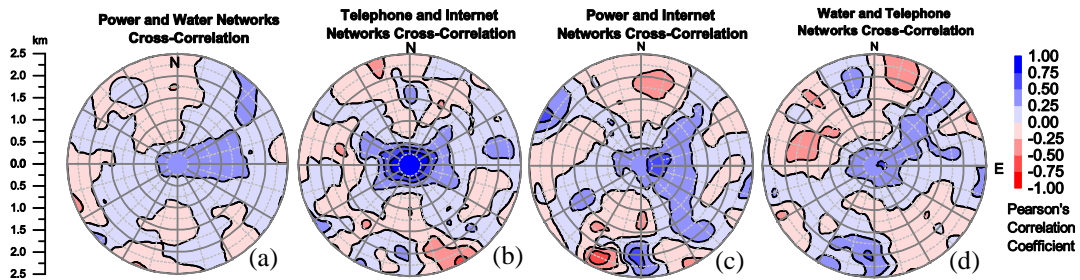 Power and Water Networks
Cross-Correlation
N
(a)
Telephone and Internet
Networks Cross-Correlation
N
(b)
Power and Internet
Networks Cross-Correlation
N
(c)
Water and Telephone
Networks Cross-Correlation
N
E
(d)
km
2.5
2.0
1.5
1.0
0.5
0.0
0.5
1.0
1.5
2.0
2.5
1.00
0.75
0.50
0.25
0.00
-0.25
-0.50
-0.75
-1.00
Pearson's
Correlation
Coefficient